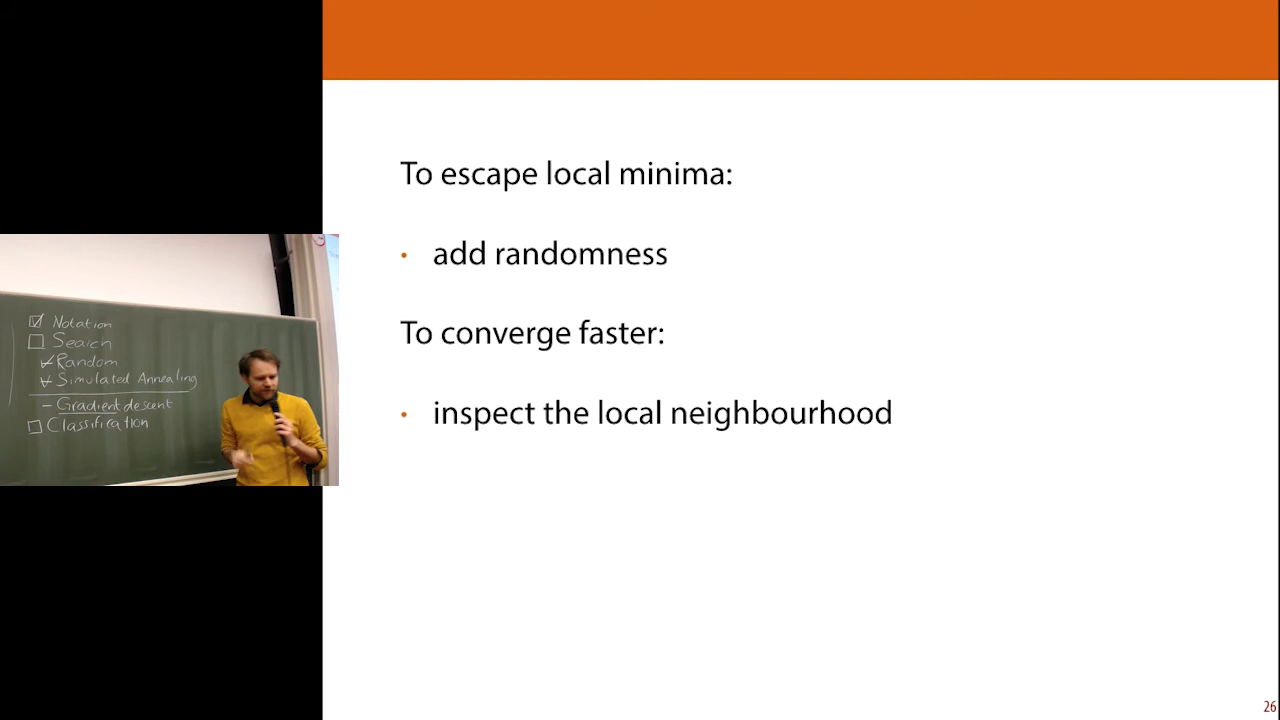 To escape local minima:
• add randomness
To converge faster:
• inspect the local neighbourhood
Notation
Search
Random
Simulated Annealing
- Gradient descent
Classification
26